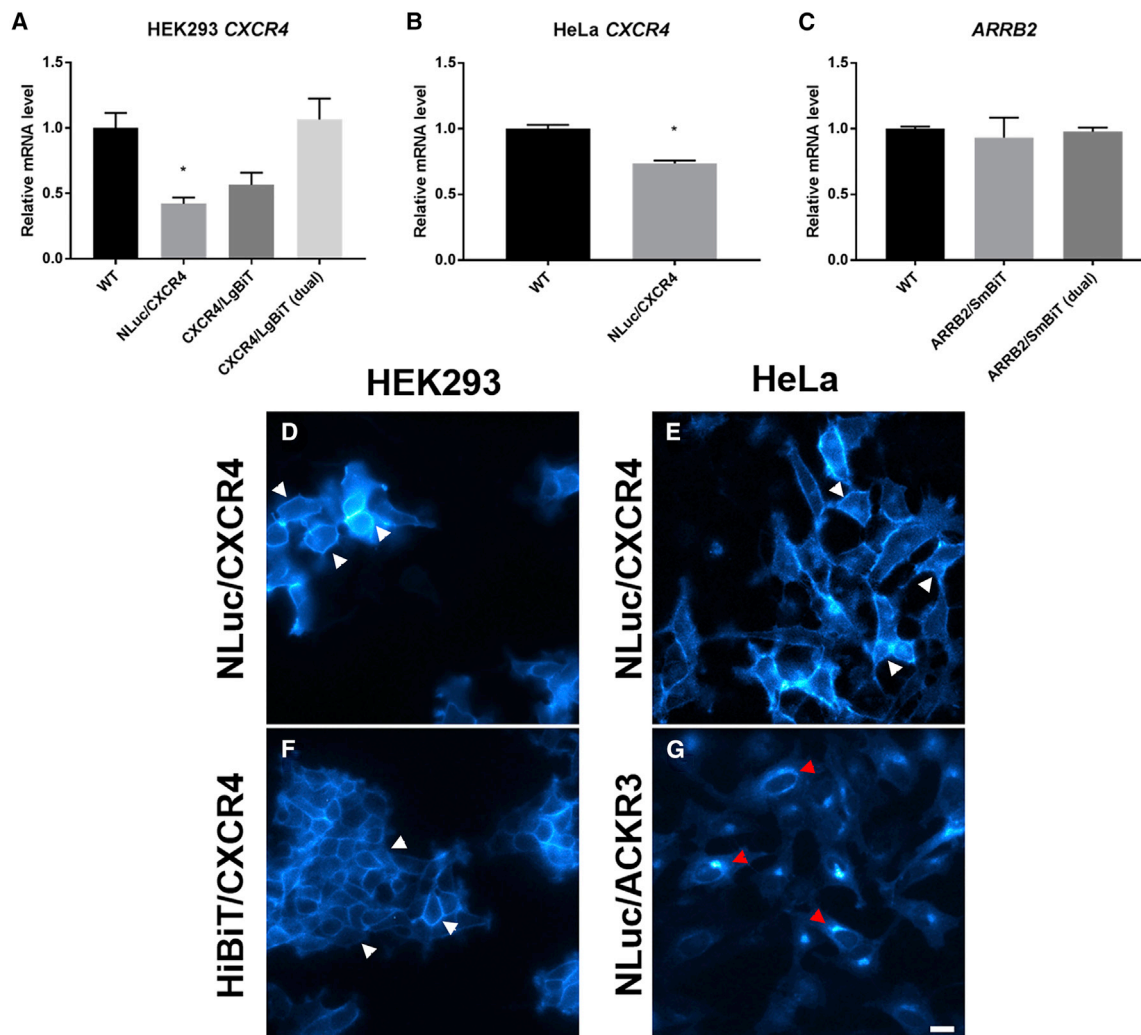 A
HEK293 CXCR4
Relative mRNA level
1.5
1.0
0.5
0.0
*
WT
NLuc/CXCR4
CXCR4/LgBiT
CXCR4/LgBiT (dual)
B
HeLa CXCR4
Relative mRNA level
1.5
1.0
0.5
0.0
*
WT
NLuc/CXCR4
C
ARRB2
Relative mRNA level
1.5
1.0
0.5
0.0
WT
ARRB2/SmBiT
ARRB2/SmBiT (dual)
HEK293
HeLa
NLuc/CXCR4
D
NLuc/CXCR4
E
HiBiT/CXCR4
F
NLuc/ACKR3
G